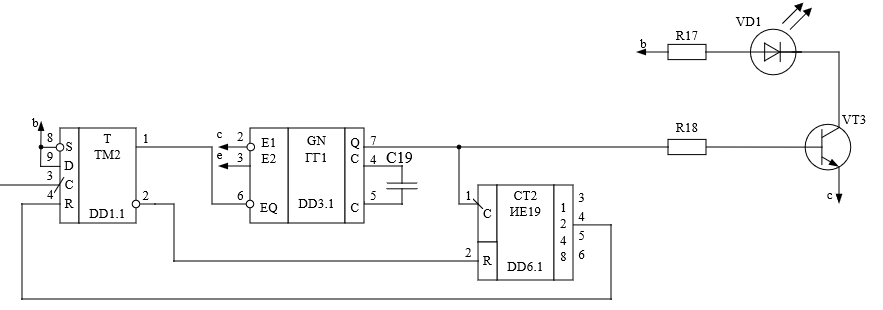 VD1
R17
b
VT3
R18
c
b
8
9
3
4
S
D
C
R
T
TM2
DD1.1
1
2
c
e
2
3
6
E1
E2
EQ
GN
ГГ1
DD3.1
Q
C
C
7
4
5
C19
1
2
C
R
CT2
ИЕ19
DD6.1
1
2
4
8
3
4
5
6